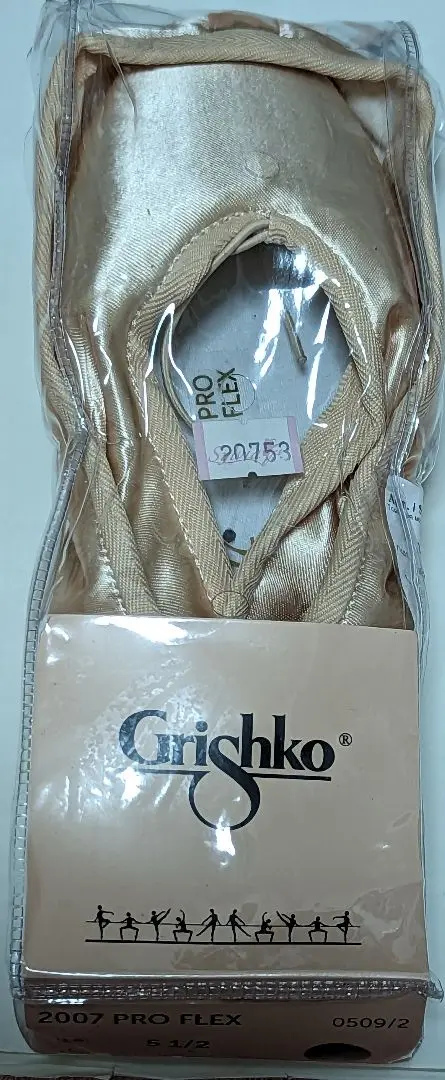 PRO
FLEX
20753
Grishko®
2007 PRO FLEX
0509/2
5 1/2